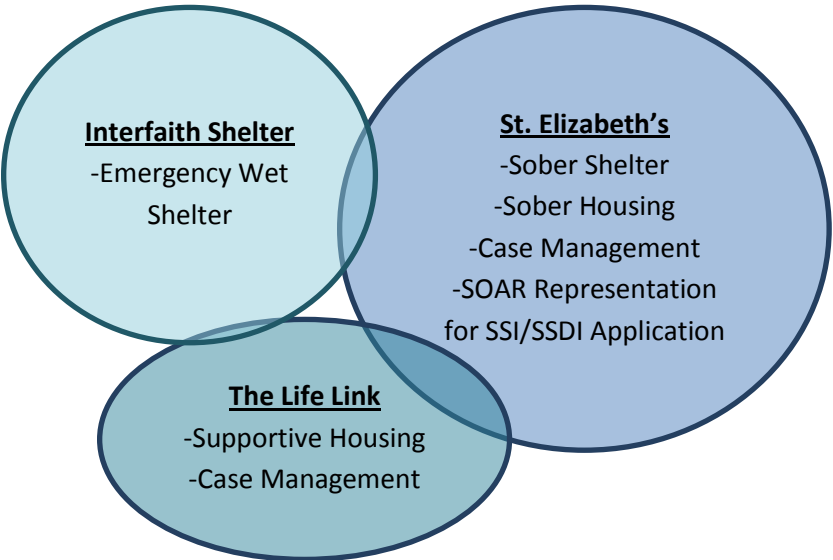 Interfaith Shelter
-Emergency Wet
Shelter
St. Elizabeth’s
-Sober Shelter
-Sober Housing
-Case Management
-SOAR Representation
for SSI/SSDI Application
The Life Link
-Supportive Housing
-Case Management